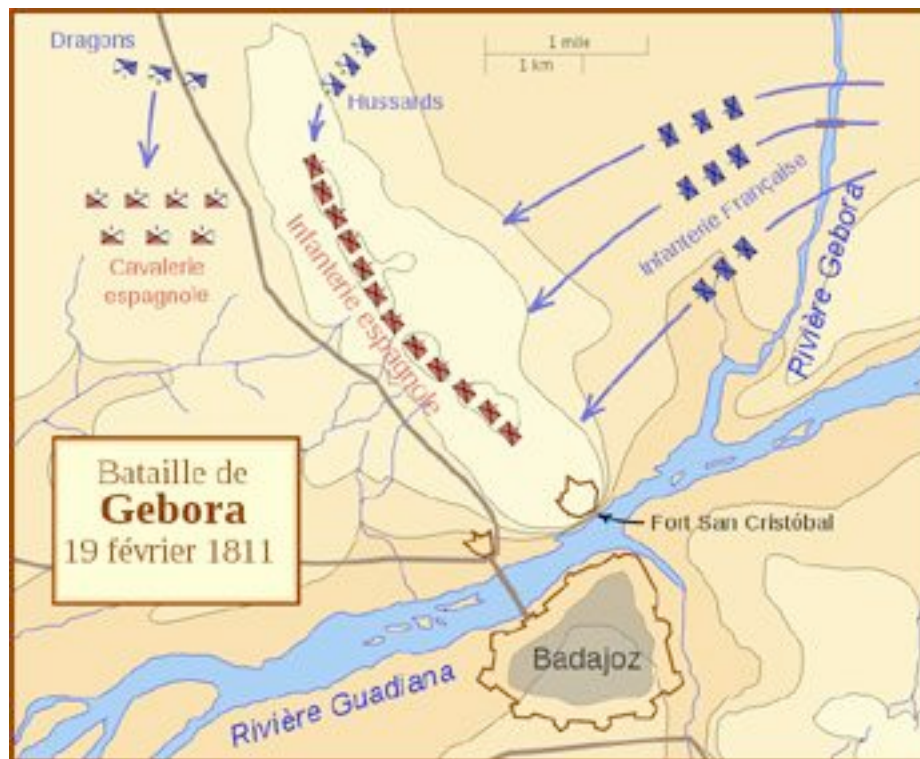 Dragons
1 mile
1 km
Hussards
Infanterie Française
Rivière Gebora
Cavalerie
espagnole
Infanterie espagnole
Bataille de
Gebora
19 février 1811
Fort San Cristóbal
Badajoz
Rivière Guadiana